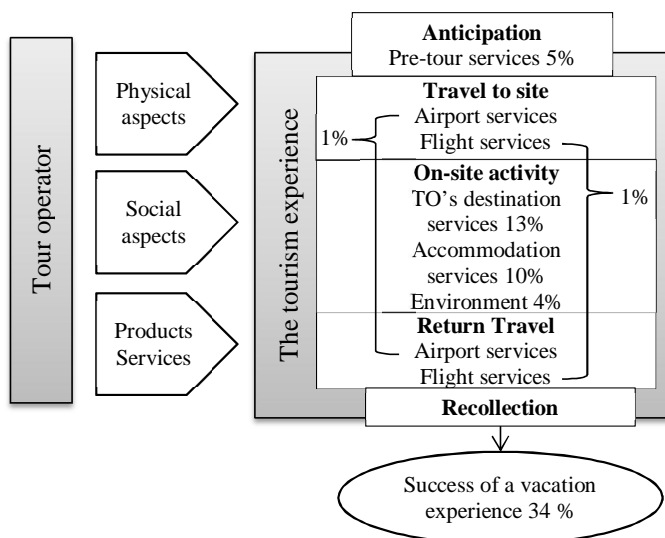 Tour operator
Physical
aspects
Social
aspects
Products
Services
The tourism experience
Anticipation
Pre-tour services 5%
Travel to site
Airport services
Flight services
1%
On-site activity
TO’s destination
services 13%
Accommodation
services 10%
Environment 4%
1%
Return Travel
Airport services
Flight services
Recollection
Success of a vacation
experience 34 %